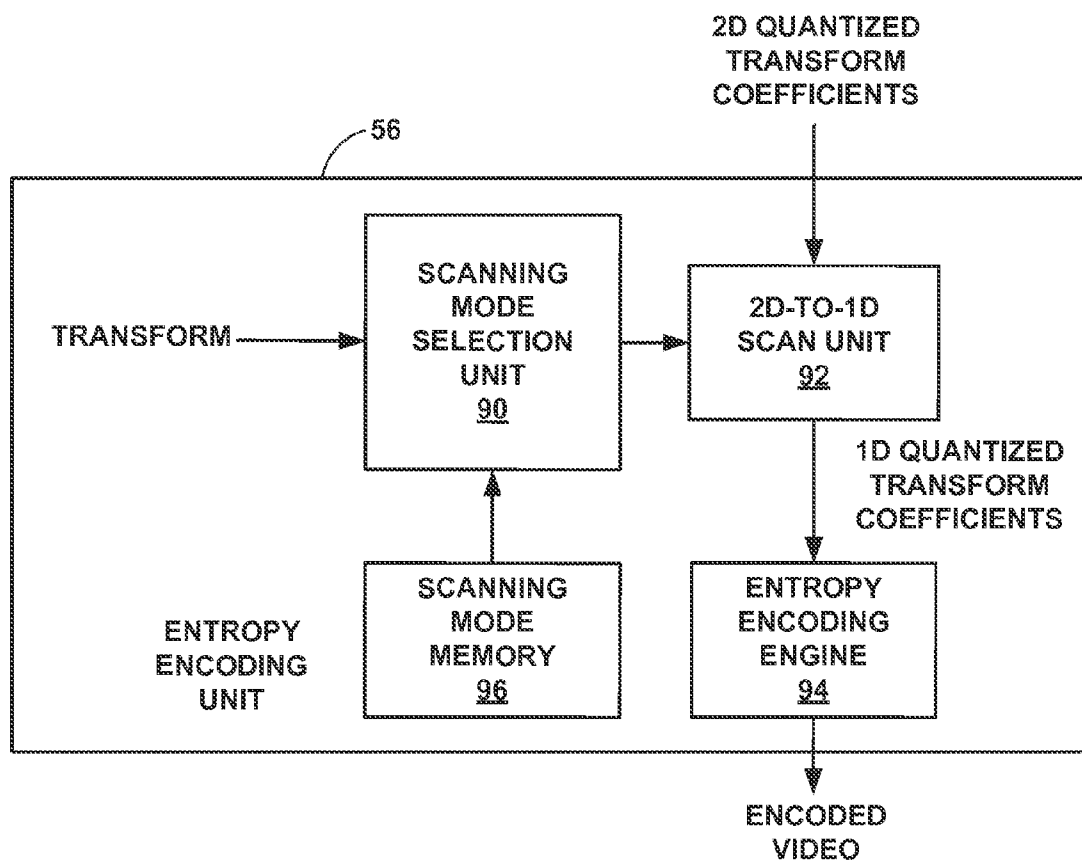 2D QUANTIZED
TRANSFORM
COEFFICIENTS
56
TRANSFORM
SCANNING
MODE
SELECTION
UNIT
90
2D-TO-1D
SCAN UNIT
92
1D QUANTIZED
TRANSFORM
COEFFICIENTS
ENTROPY
ENCODING
UNIT
SCANNING
MODE
MEMORY
96
ENTROPY
ENCODING
ENGINE
94
ENCODED
VIDEO